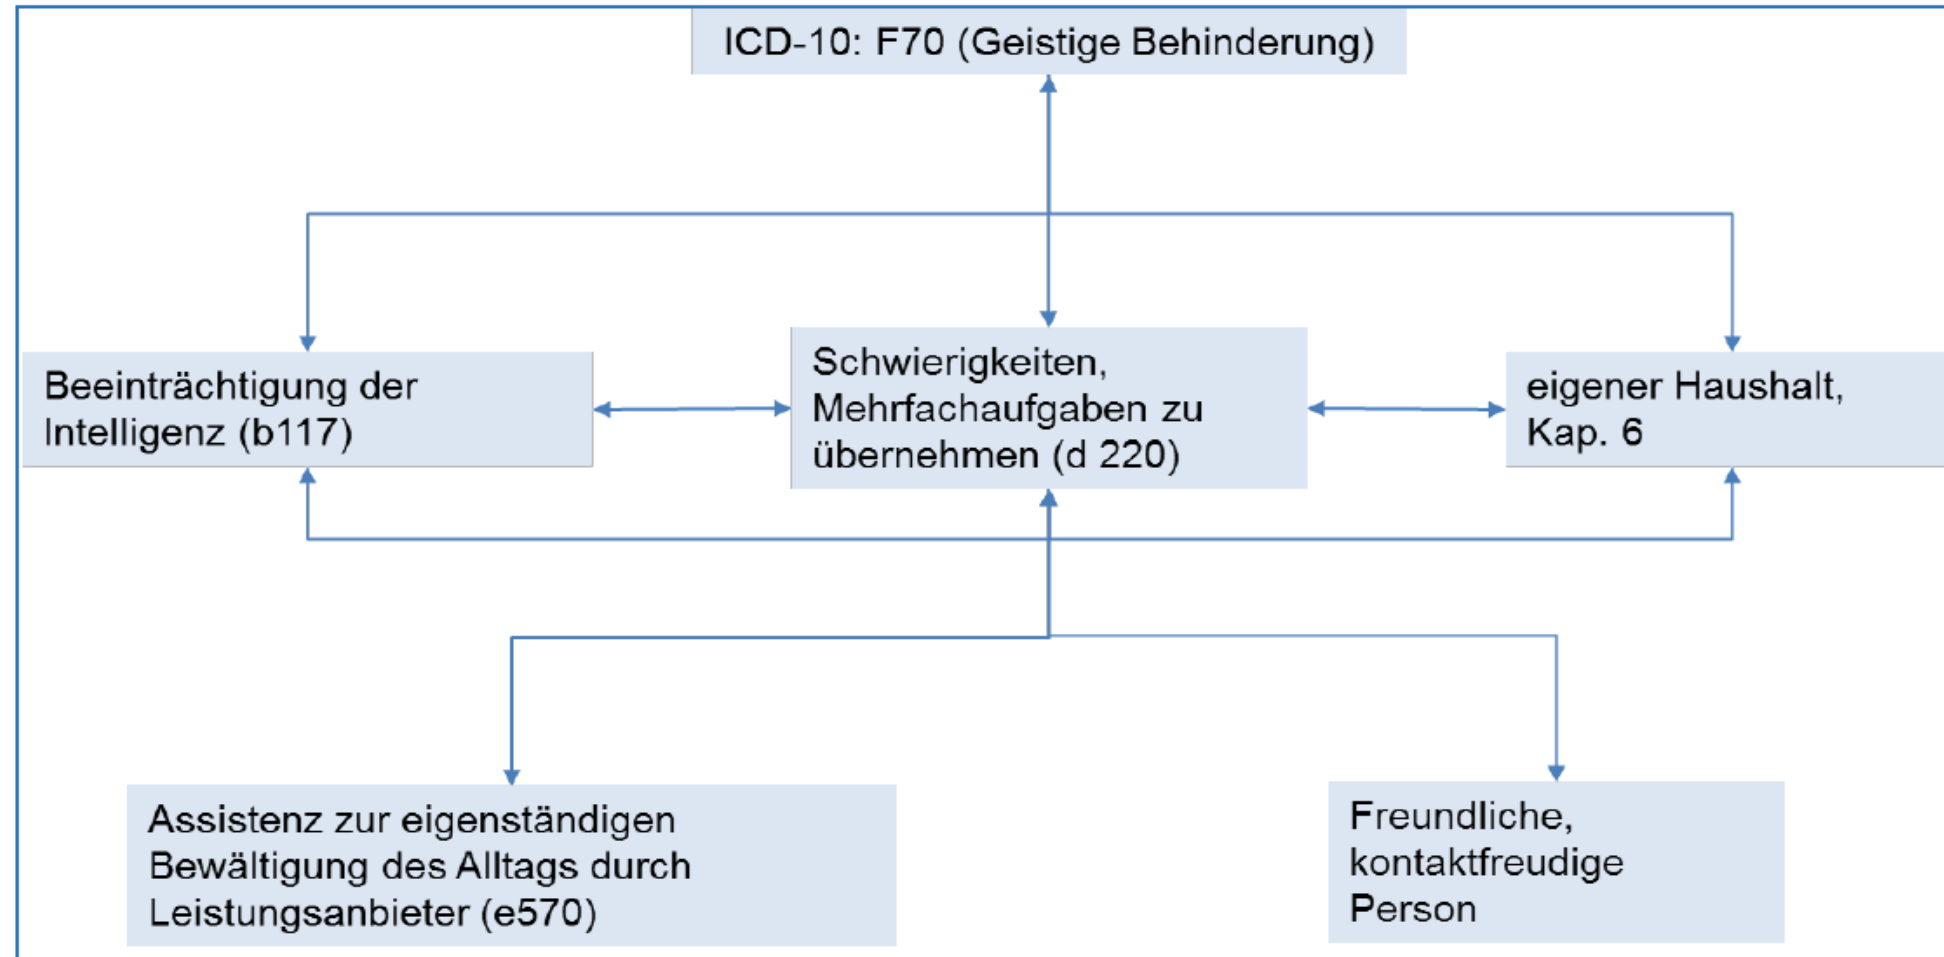 ICD-10: F70 (Geistige Behinderung)
Beeinträchtigung der
Intelligenz (b117)
Schwierigkeiten,
Mehrfachaufgaben zu
übernehmen (d 220)
eigener Haushalt,
Kap. 6
Assistenz zur eigenständigen
Bewältigung des Alltags durch
Leistungsanbieter (e570)
Freundliche,
kontaktfreudige
Person